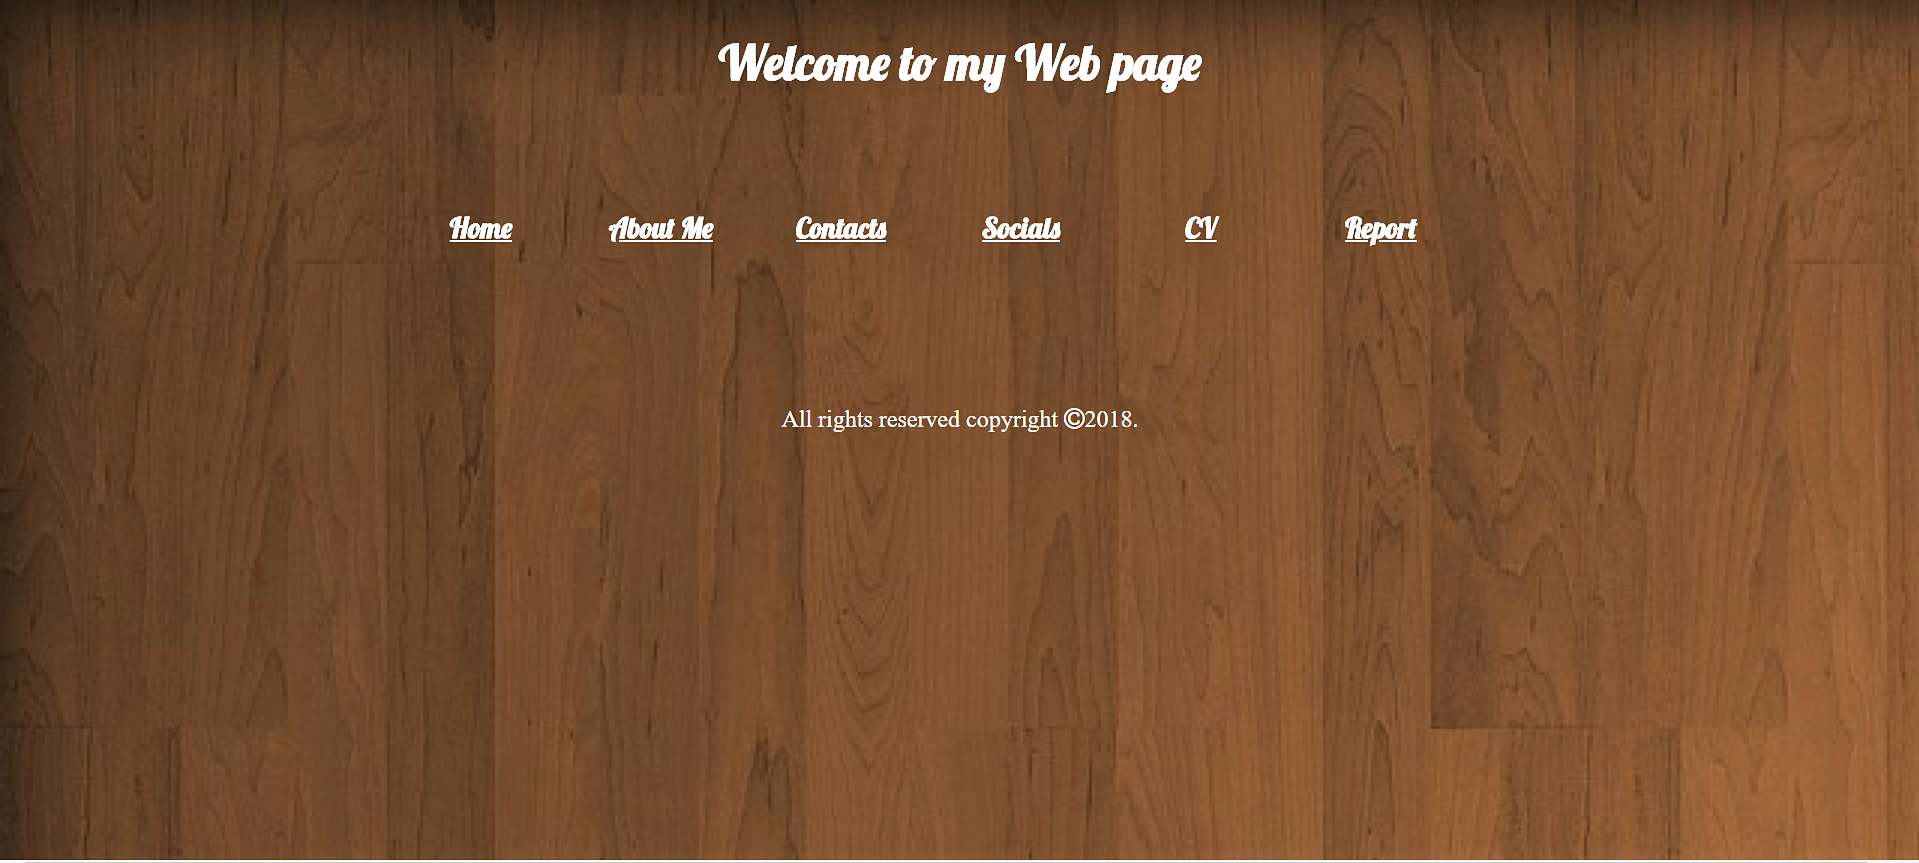 Welcome to my Web page
Home About Me Contacts Socials CV Report
All rights reserved copyright ©2018.